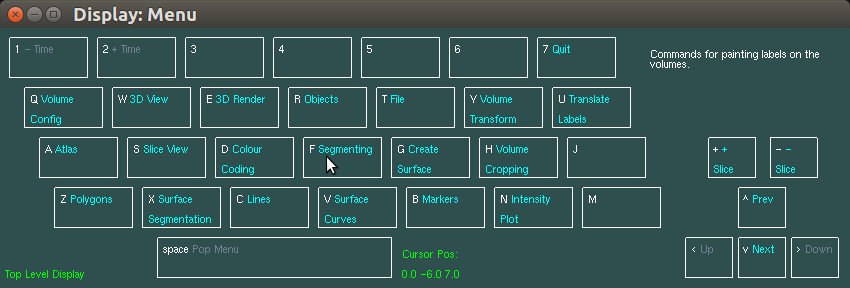 Display: Menu
1 - Time 2 + Time 3 4 5 6 7 Quit
Commands for painting labels on the
volumes.
Q Volume W 3D View E 3D Render R Objects T File Y Volume U Translate
Config Transform Labels
A Atlas S Slice View D Colour F Segmenting G Create H Volume J + + - -
Coding Surface Cropping Slice Slice
Z Polygons X Surface C Lines V Surface B Markers N Intensity M ^ Prev
Segmentation Curves Plot
space Pop Menu < Up v Next > Down
Cursor Pos:
Top Level Display 0.0 -6.0 7.0